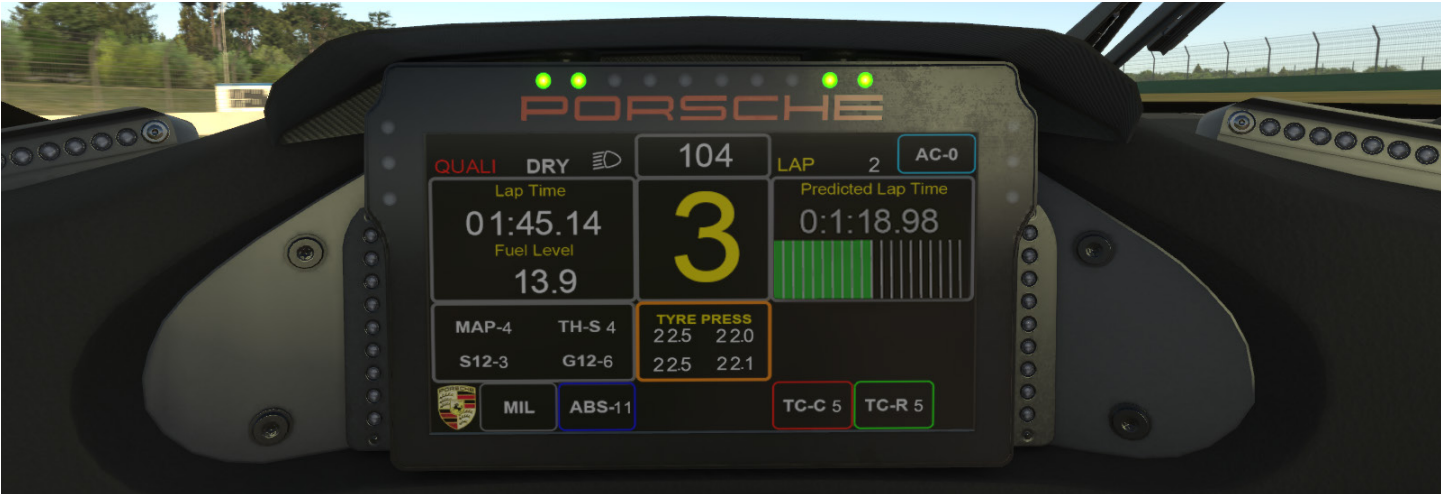 PORSCHE
QUALI DRY 104 LAP 2 AC-0
Lap Time
01:45.14
Fuel Level
13.9
3
Predicted Lap Time
0:1:18.98
MAP-4 TH-S 4
S12-3 G12-6
TYRE PRESS
22.5 22.0
22.5 22.1
PORSCHE
MIL ABS-11 TC-C 5 TC-R 5